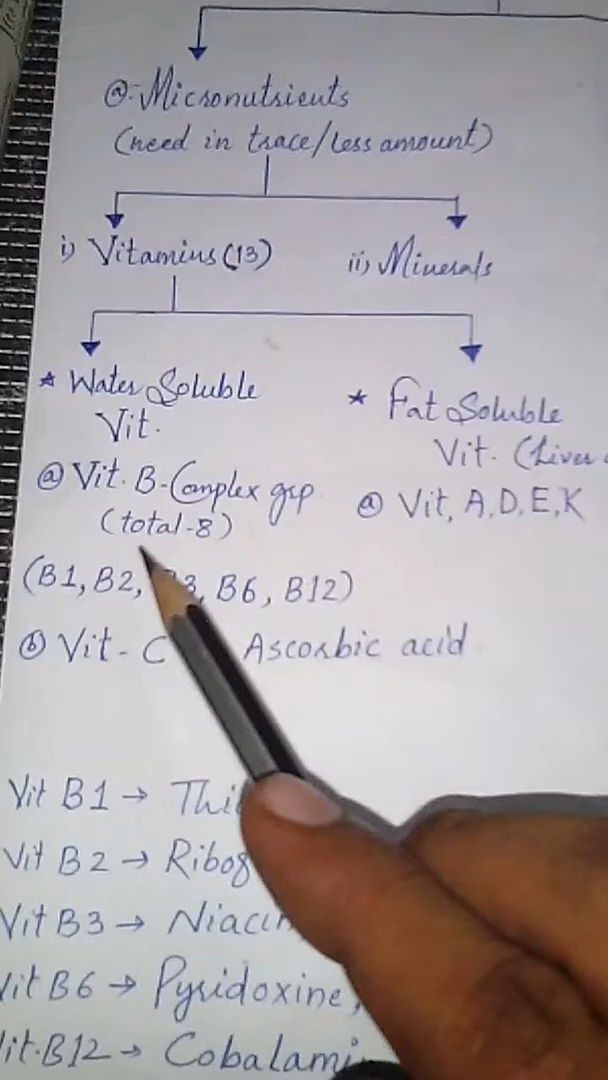 @:- Micronutrients
(need in trace/Less amount)
i) Vitamins (13)
ii) Minerals
* Water Soluble
Vit.
@ Vit. B-Complex grp.
(total-8)
(B1, B2, B3, B6, B12)
ⓑ Vit- C Ascorbic acid
* Fat Soluble
Vit. (Liver
@ Vit, A, D, E, K
Vit B1 →
Vit B2 →
Vit B3 → Niacin
Vit B6 → Pyridoxine,
Vit.B12 →